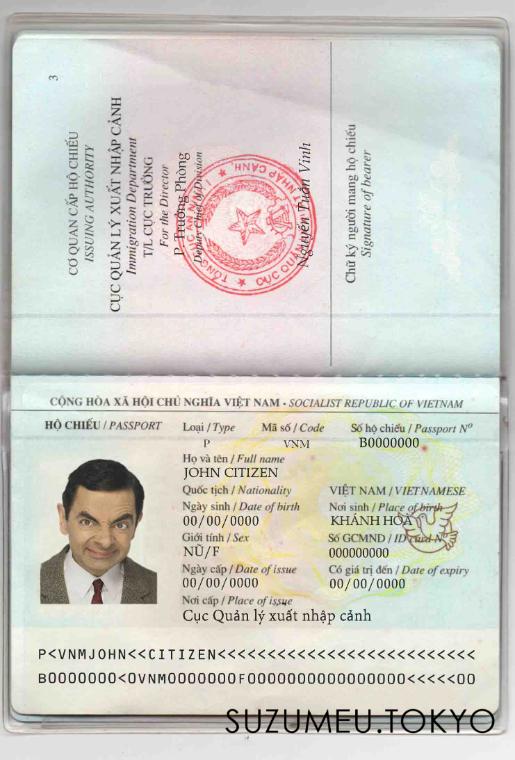 3
CƠ QUAN CẤP HỘ CHIẾU
ISSUING AUTHORITY
CỤC QUẢN LÝ XUẤT NHẬP CẢNH
Immigration Department
T/L CỤC TRƯỞNG
For the Director
P. Trưởng Phòng
Deputy Chief of Division
Nguyễn Tuấn Vinh
Chữ ký người mang hộ chiếu
Signature of bearer
CỘNG HÒA XÃ HỘI CHỦ NGHĨA VIỆT NAM - SOCIALIST REPUBLIC OF VIETNAM
HỘ CHIẾU / PASSPORT Loại / Type Mã số / Code Số hộ chiếu / Passport Nº
P VNM B0000000
Họ và tên / Full name
JOHN CITIZEN
Quốc tịch / Nationality VIỆT NAM / VIETNAMESE
Ngày sinh / Date of birth Nơi sinh / Place of birth
00/00/0000 KHÁNH HÒA
Giới tính / Sex Số GCMND / ID card Nº
NŨ/F 000000000
Ngày cấp / Date of issue Có giá trị đến / Date of expiry
00/00/0000 00/00/0000
Nơi cấp / Place of issue
Cục Quản lý xuất nhập cảnh
P<VNMJOHN<<CITIZEN<<<<<<<<<<<<<<<<<<<<<<<<<<
B0000000<0VNM0000000F00000000000000000<<<<<00
SUZUMEU.TOKYO